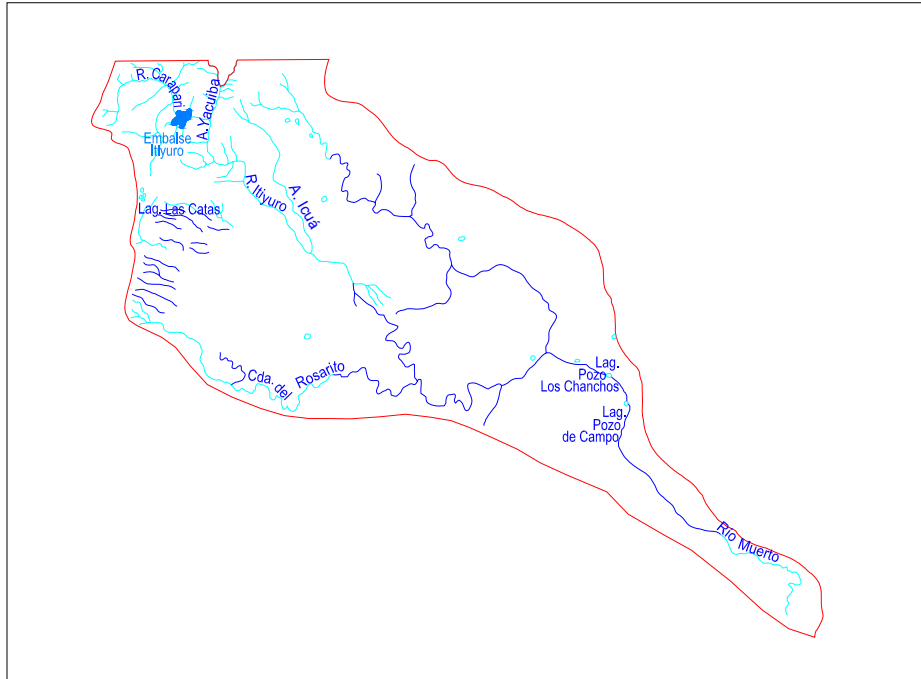 R. Carapari
A. Yacuiba
Embalse
Itiyuro
R. Itiyuro
A. Icuá
Lag. Las Catas
Cda. del Rosarito
Lag.
Pozo
Los Chanchos
Lag.
Pozo
de Campo
Río Muerto